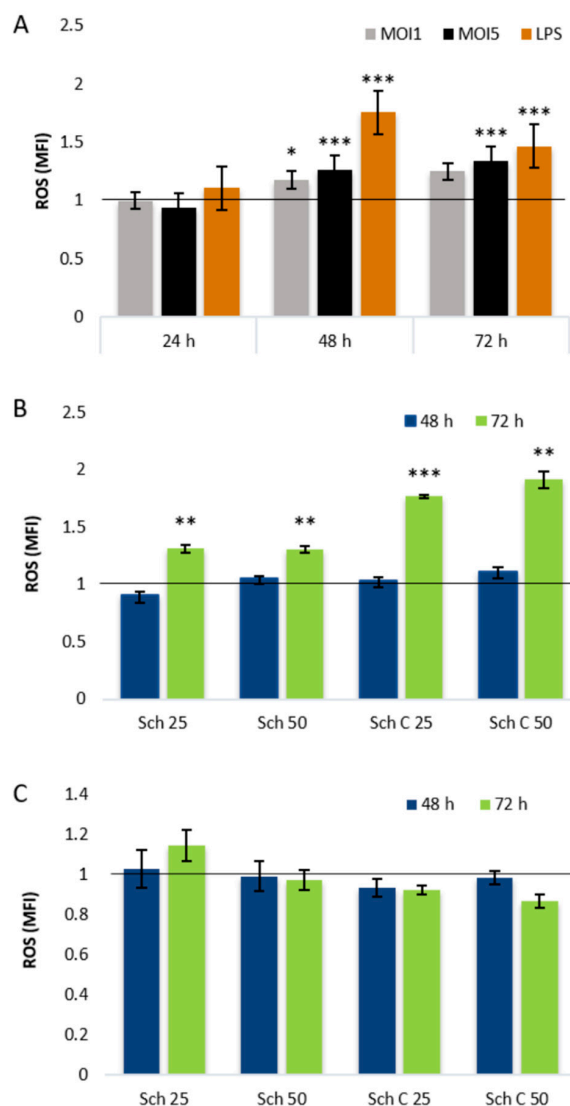 A
2.5
MOI1 MOI5 LPS
2
***
***
***
***
*
1.5
ROS (MFI)
1
0.5
0
24 h 48 h 72 h
B
2.5
48 h 72 h
**
2
***
**
**
1.5
ROS (MFI)
1
0.5
0
Sch 25 Sch 50 Sch C 25 Sch C 50
C
1.4
48 h 72 h
1.2
1
ROS (MFI)
0.8
0.6
0.4
0.2
0
Sch 25 Sch 50 Sch C 25 Sch C 50